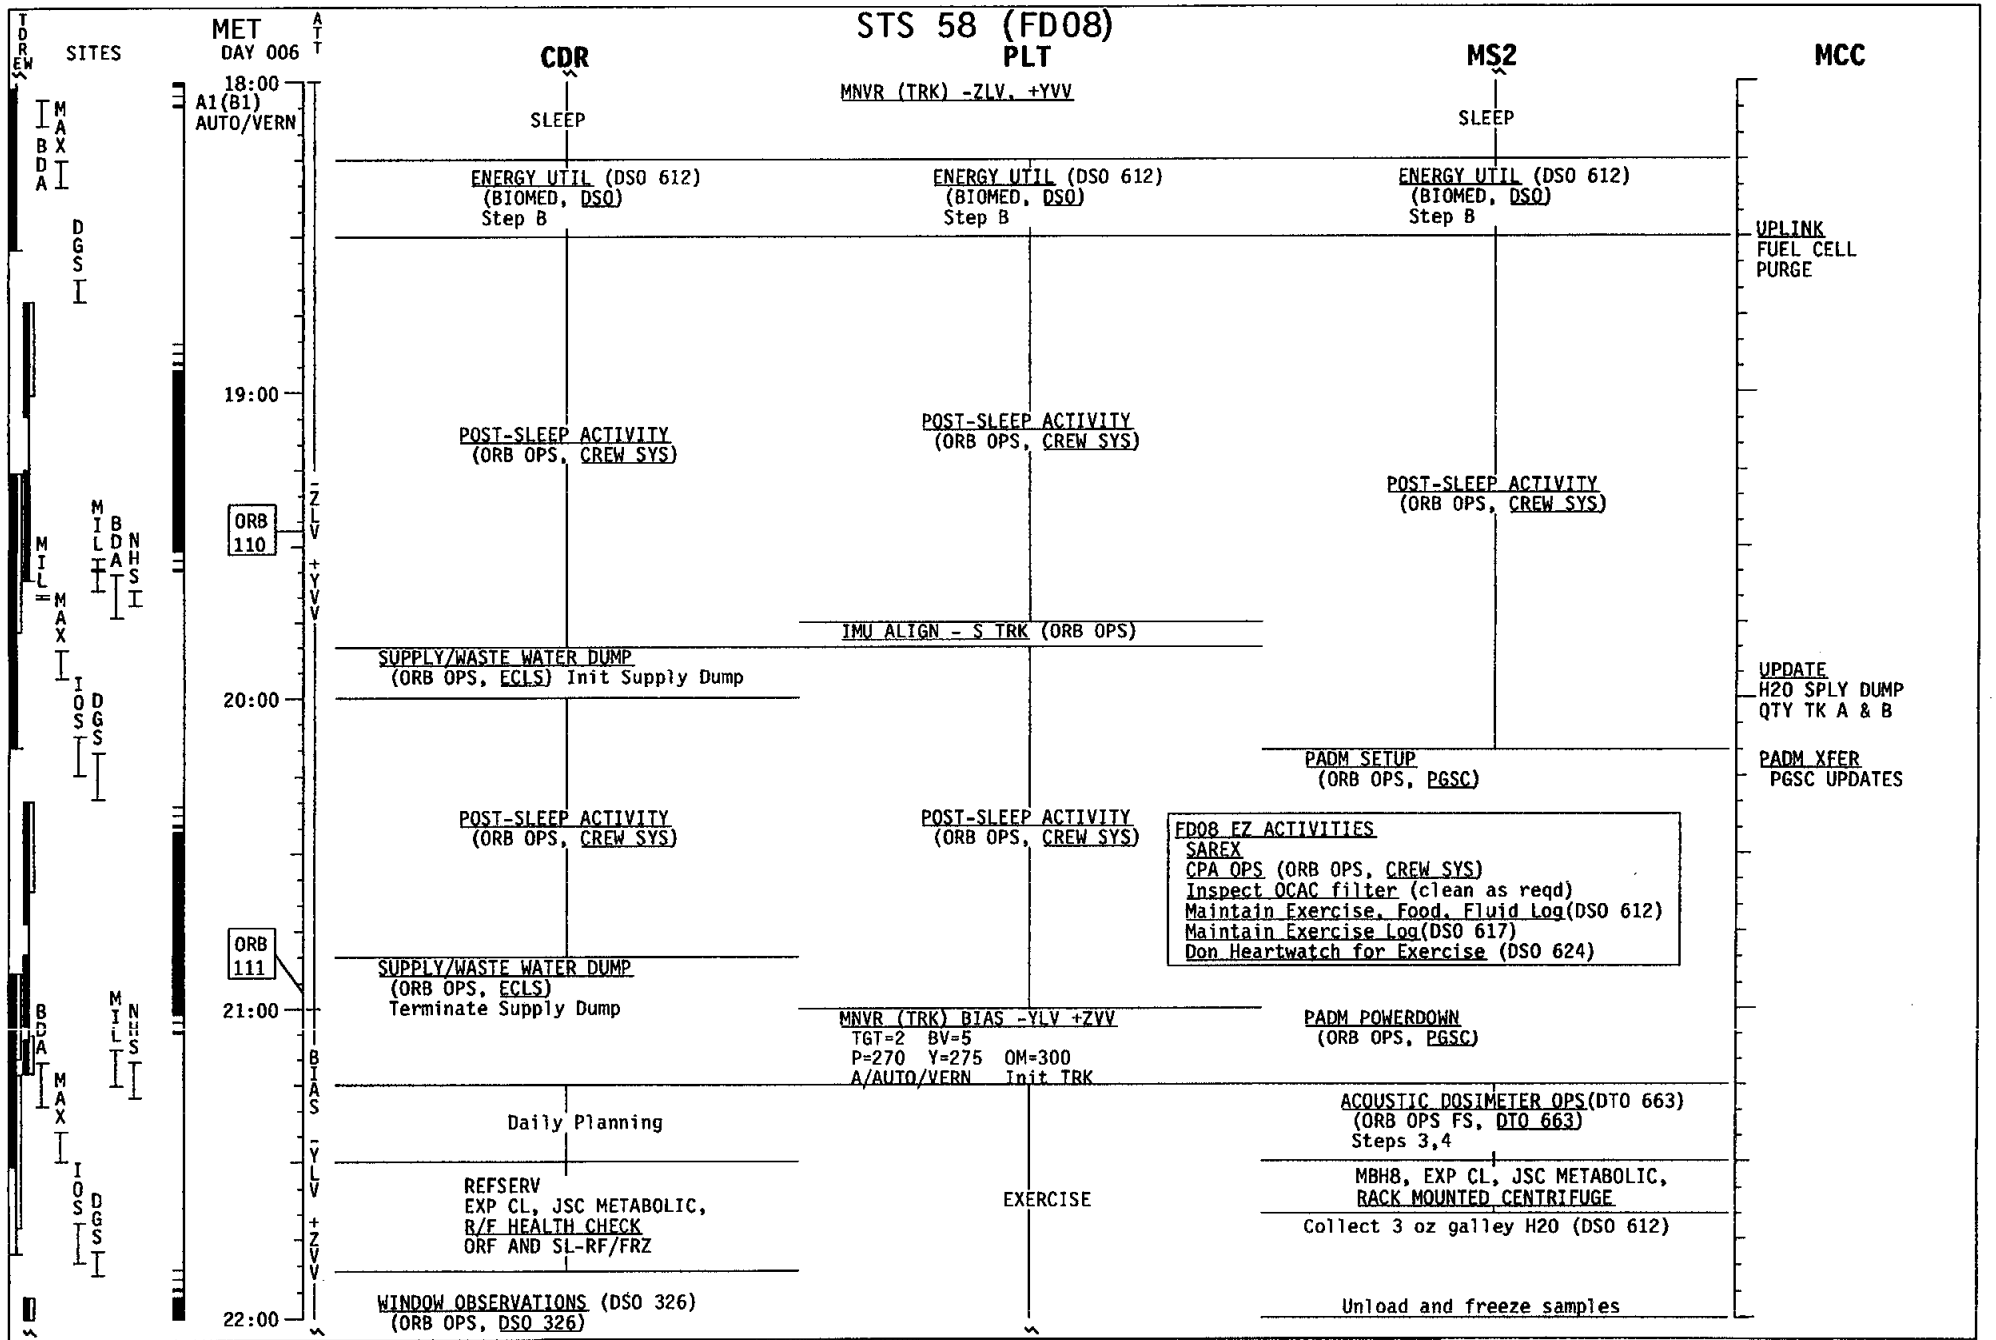 STS 58 (FD08)
TDREW
SITES
MET
DAY 006
ATT
CDR
PLT
MS2
MCC
18:00
A1(B1)
AUTO/VERN
MNVR (TRK) -ZLV, +YVV
SLEEP
SLEEP
MAX
BDA
ENERGY UTIL (DSO 612)
(BIOMED, DSO)
Step B
ENERGY UTIL (DSO 612)
(BIOMED, DSO)
Step B
ENERGY UTIL (DSO 612)
(BIOMED, DSO)
Step B
DGS
UPLINK
FUEL CELL
PURGE
19:00
POST-SLEEP ACTIVITY
(ORB OPS, CREW SYS)
POST-SLEEP ACTIVITY
(ORB OPS, CREW SYS)
POST-SLEEP ACTIVITY
(ORB OPS, CREW SYS)
-ZLV +YVV
ORB
110
MIL
BDA
NHS
MIL
MAX
IMU ALIGN - S TRK (ORB OPS)
SUPPLY/WASTE WATER DUMP
(ORB OPS, ECLS) Init Supply Dump
IOS
DGS
20:00
UPDATE
H2O SPLY DUMP
QTY TK A & B
PADM SETUP
(ORB OPS, PGSC)
PADM XFER
PGSC UPDATES
POST-SLEEP ACTIVITY
(ORB OPS, CREW SYS)
POST-SLEEP ACTIVITY
(ORB OPS, CREW SYS)
FD08 EZ ACTIVITIES
SAREX
CPA OPS (ORB OPS, CREW SYS)
Inspect OCAC filter (clean as reqd)
Maintain Exercise, Food, Fluid Log(DSO 612)
Maintain Exercise Log(DSO 617)
Don Heartwatch for Exercise (DSO 624)
ORB
111
SUPPLY/WASTE WATER DUMP
(ORB OPS, ECLS)
Terminate Supply Dump
21:00
MNVR (TRK) BIAS -YLV +ZVV
TGT=2 BV=5
P=270 Y=275 OM=300
A/AUTO/VERN Init TRK
PADM POWERDOWN
(ORB OPS, PGSC)
BDA
MIL
NHS
MAX
BIAS -YLV +ZVV
Daily Planning
ACOUSTIC DOSIMETER OPS(DTO 663)
(ORB OPS FS, DTO 663)
Steps 3,4
IOS
DGS
REFSERV
EXP CL, JSC METABOLIC,
R/F HEALTH CHECK
ORF AND SL-RF/FRZ
EXERCISE
MBH8, EXP CL, JSC METABOLIC,
RACK MOUNTED CENTRIFUGE
Collect 3 oz galley H2O (DSO 612)
WINDOW OBSERVATIONS (DSO 326)
(ORB OPS, DSO 326)
Unload and freeze samples
22:00